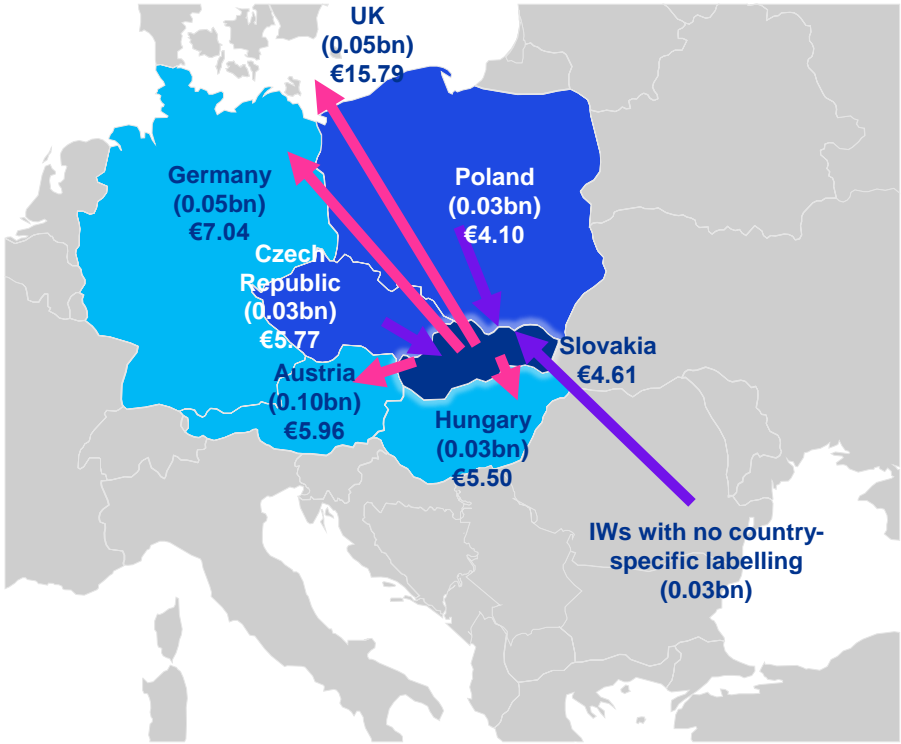 UK
(0.05bn)
€15.79
Germany
(0.05bn)
€7.04
Poland
(0.03bn)
€4.10
Czech
Republic
(0.03bn)
€5.77
Slovakia
€4.61
Austria
(0.10bn)
€5.96
Hungary
(0.03bn)
€5.50
IWs with no country-
specific labelling
(0.03bn)